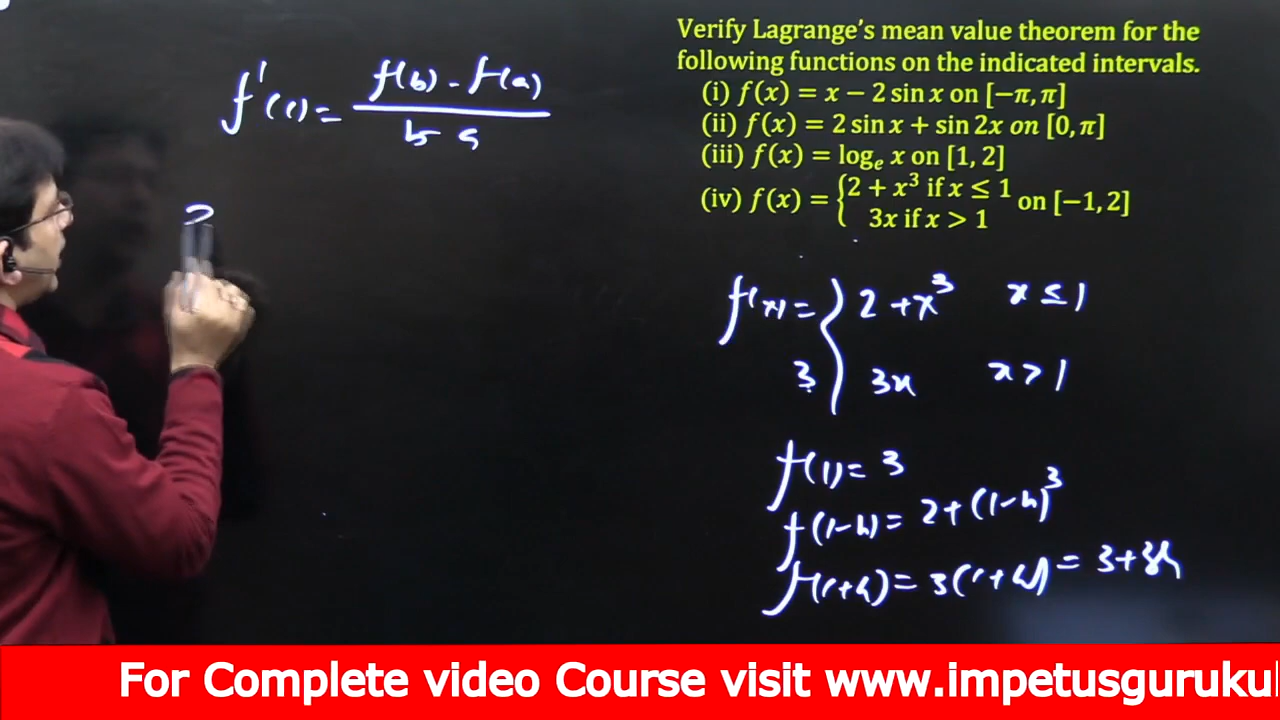 Verify Lagrange's mean value theorem for the
following functions on the indicated intervals.
(i) f(x) = x − 2 sin x on [−π, π]
(ii) f(x) = 2 sin x + sin 2x on [0, π]
(iii) f(x) = logₑ x on [1, 2]
(iv) f(x) = { 2 + x³ if x ≤ 1
3x if x > 1 on [−1, 2]
f'(c) = f(b) - f(a)
b a
2
f(x) = { 2 + x³ x ≤ 1
3 3x x > 1
f(1) = 3
f(1-h) = 2 + (1-h)³
f(1+h) = 3(1+h) = 3+3h
For Complete video Course visit www.impetusguruku